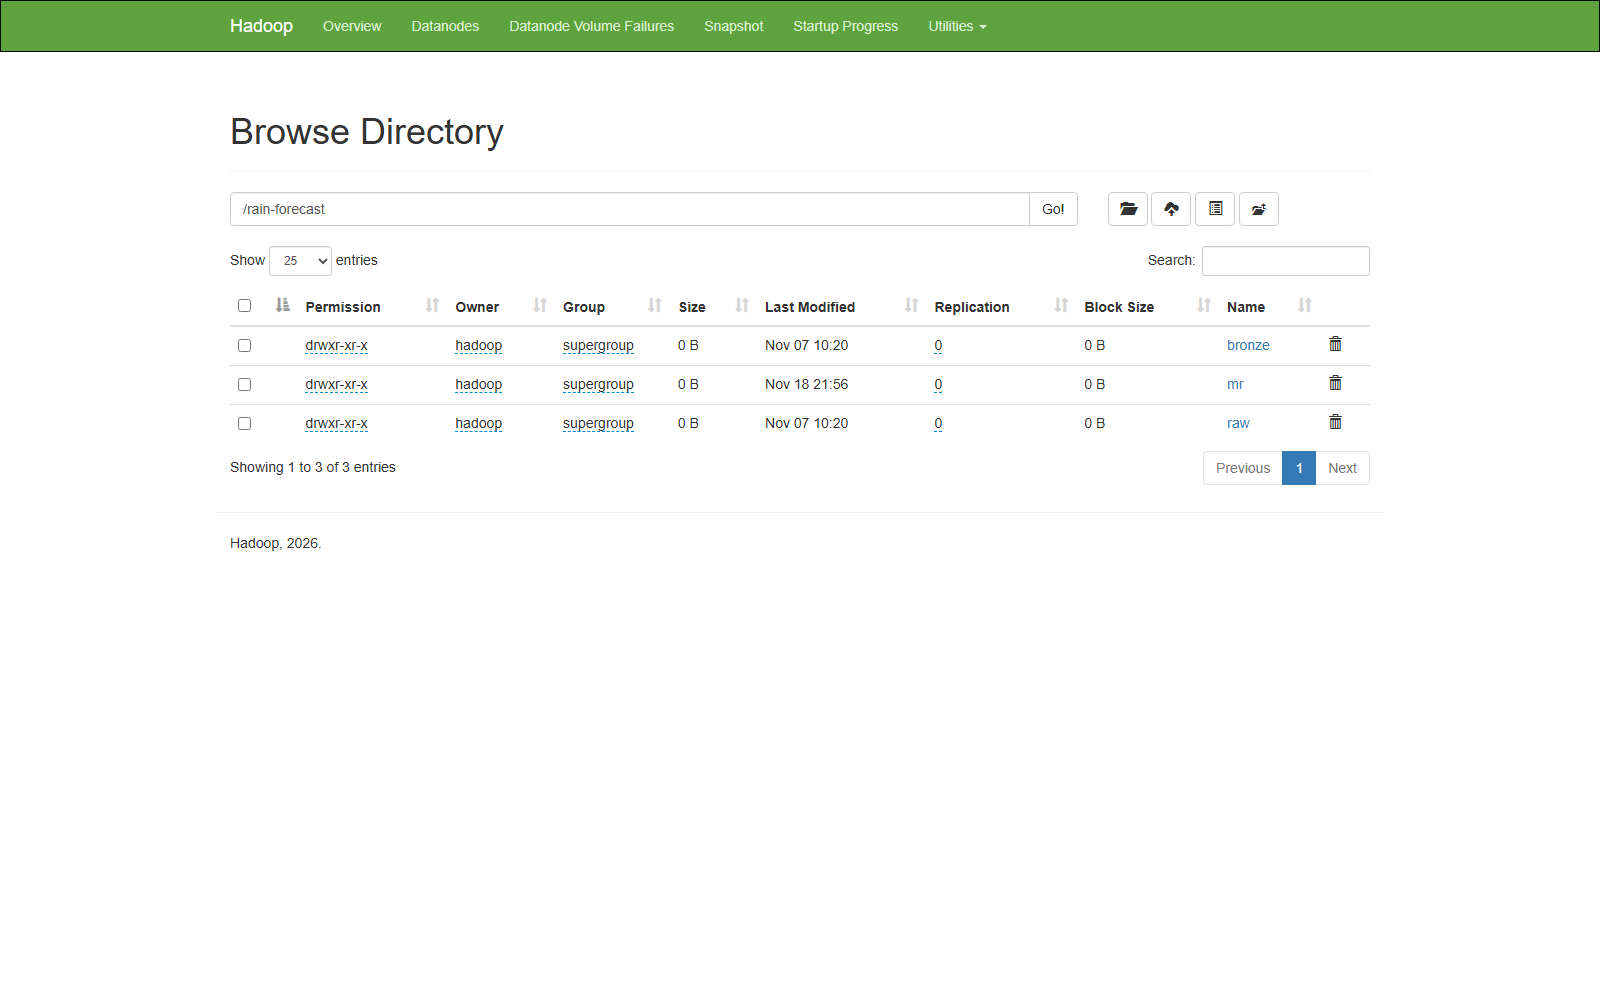 Hadoop Overview Datanodes Datanode Volume Failures Snapshot Startup Progress Utilities
Browse Directory
/rain-forecast Go!
Show 25 entries Search:
Permission Owner Group Size Last Modified Replication Block Size Name
drwxr-xr-x hadoop supergroup 0 B Nov 07 10:20 0 0 B bronze
drwxr-xr-x hadoop supergroup 0 B Nov 18 21:56 0 0 B mr
drwxr-xr-x hadoop supergroup 0 B Nov 07 10:20 0 0 B raw
Showing 1 to 3 of 3 entries Previous 1 Next
Hadoop, 2026.